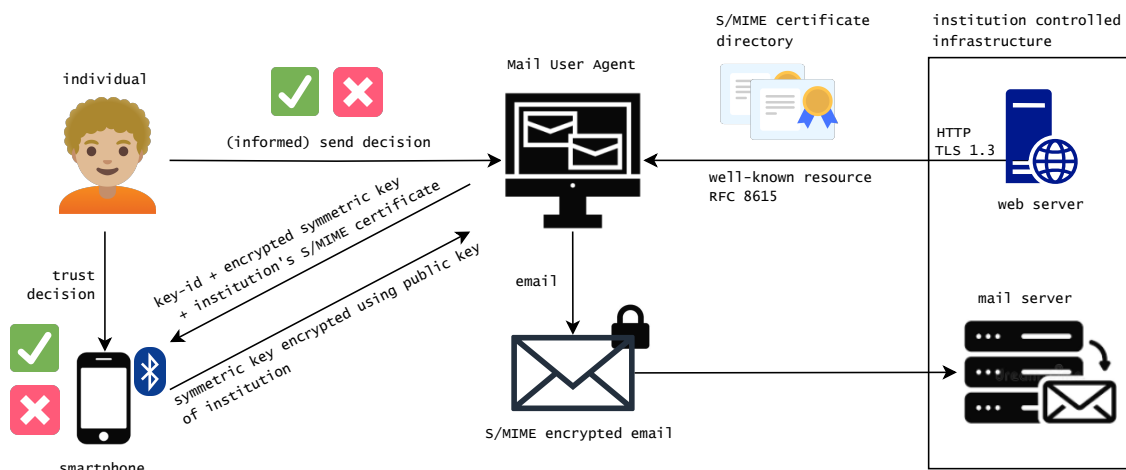 S/MIME certificate
directory
institution controlled
infrastructure
individual
Mail User Agent
(informed) send decision
HTTP
TLS 1.3
well-known resource
RFC 8615
web server
key-id + encrypted symmetric key
+ institution's S/MIME certificate
trust
decision
symmetric key encrypted using public key
of institution
email
mail server
S/MIME encrypted email
smartphone